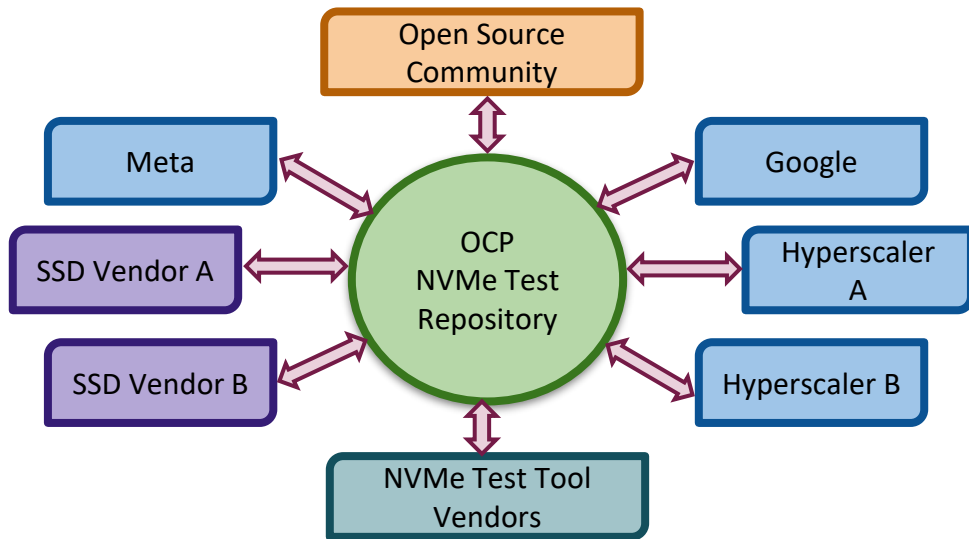 Open Source
Community
Meta
Google
OCP
NVMe Test
Repository
SSD Vendor A
Hyperscaler
A
SSD Vendor B
Hyperscaler B
NVMe Test Tool
Vendors